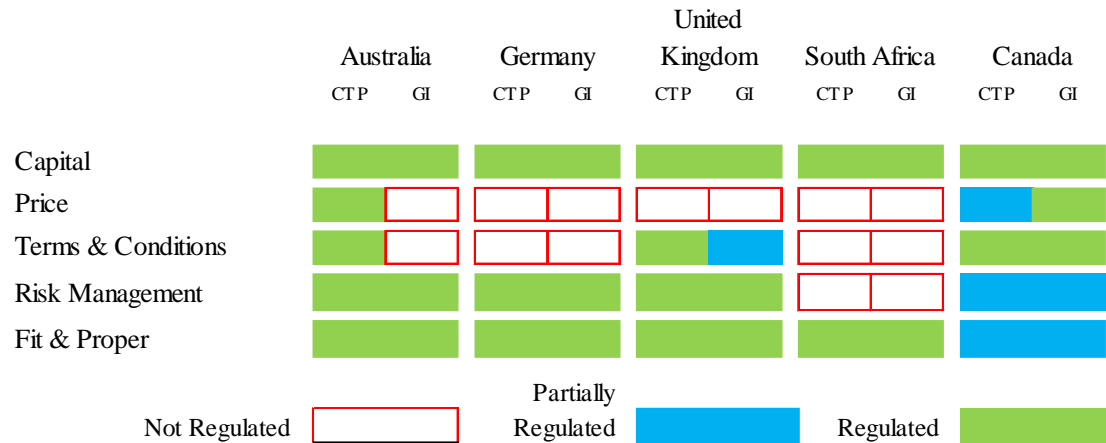 United
Australia Germany Kingdom South Africa Canada
CTP GI CTP GI CTP GI CTP GI CTP GI
Capital
Price
Terms & Conditions
Risk Management
Fit & Proper
Partially
Not Regulated Regulated Regulated